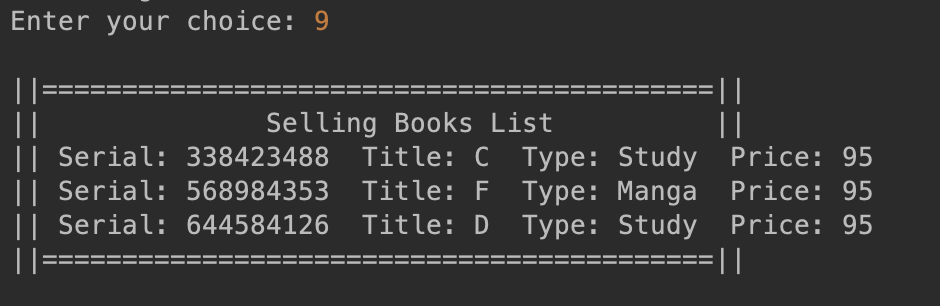 Enter your choice: 9
||==========================================||
||              Selling Books List          ||
|| Serial: 338423488  Title: C  Type: Study  Price: 95
|| Serial: 568984353  Title: F  Type: Manga  Price: 95
|| Serial: 644584126  Title: D  Type: Study  Price: 95
||==========================================||